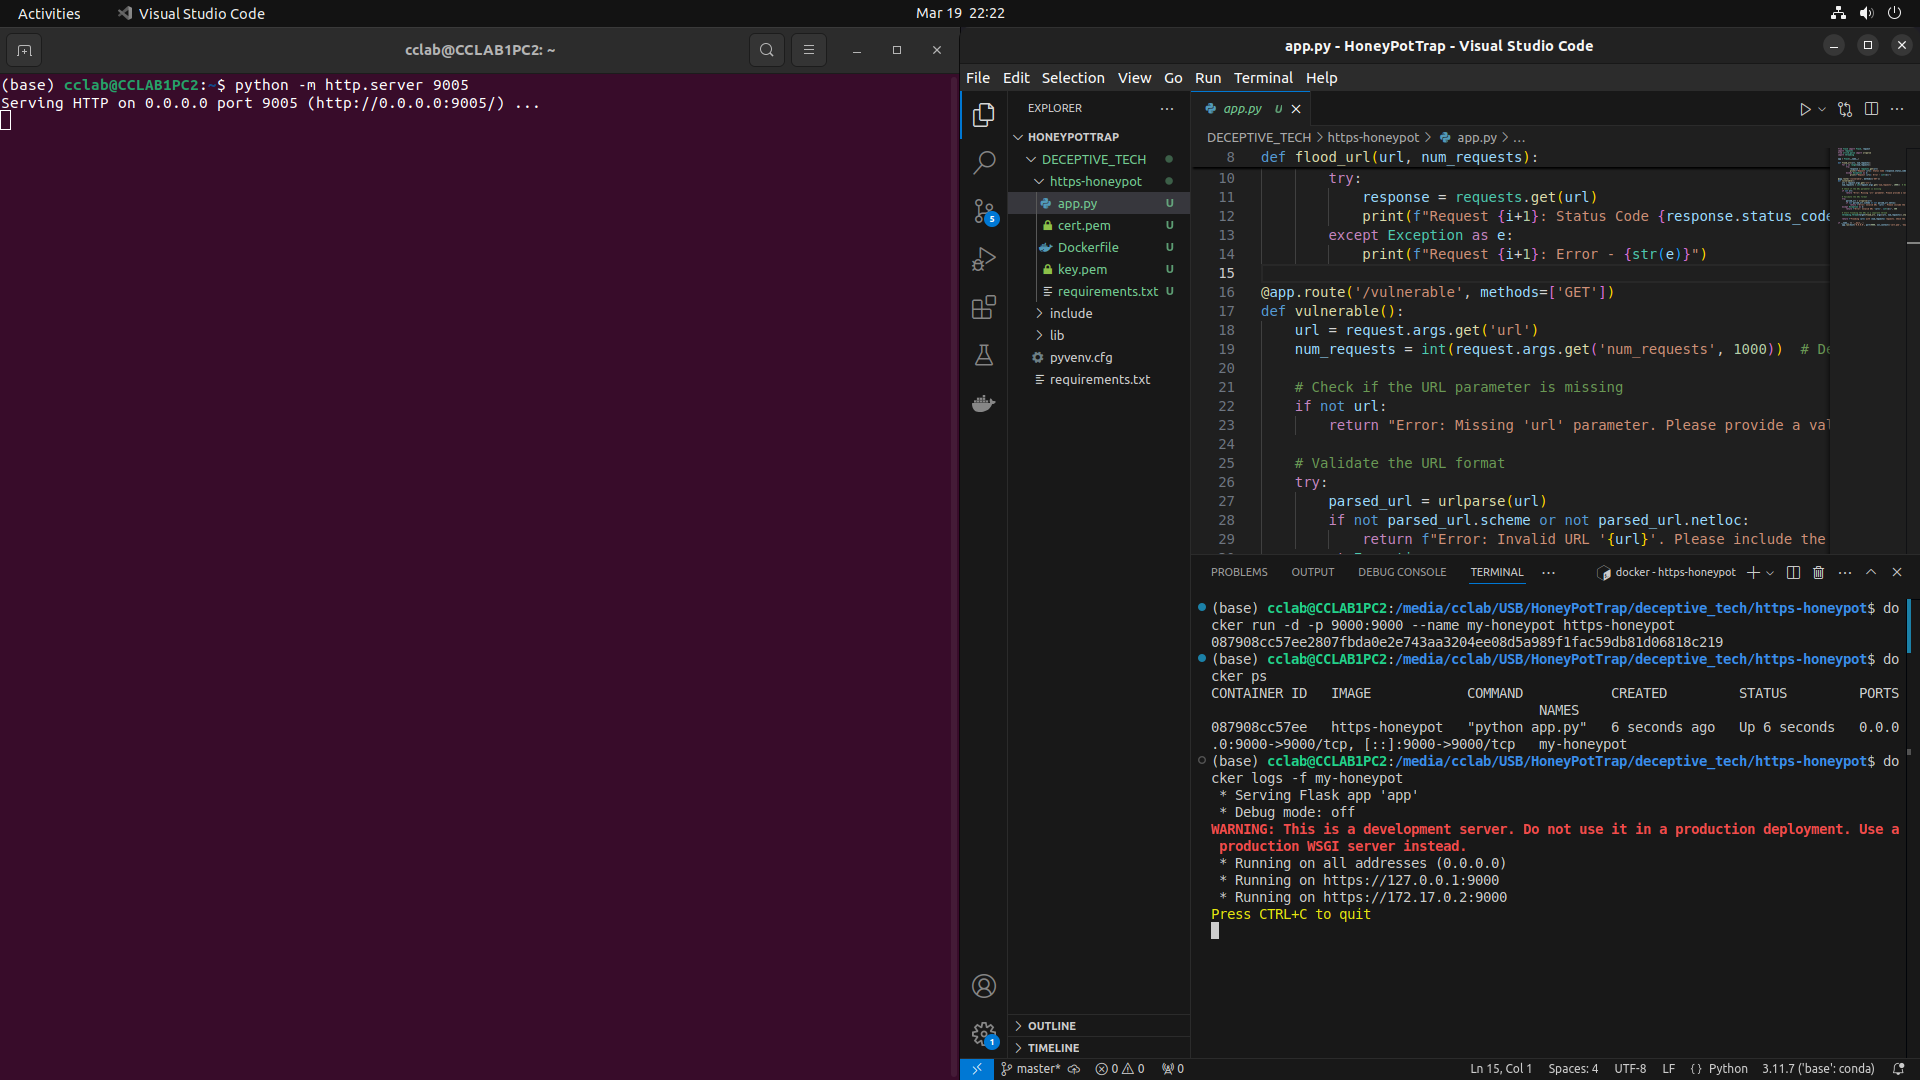 Activities
Visual Studio Code
Mar 19 22:22
cclab@CCLAB1PC2: ~
(base) cclab@CCLAB1PC2:~$ python -m http.server 9005
Serving HTTP on 0.0.0.0 port 9005 (http://0.0.0.0:9005/) ...
app.py - HoneyPotTrap - Visual Studio Code
File Edit Selection View Go Run Terminal Help
EXPLORER
HONEYPOTTRAP
DECEPTIVE_TECH
https-honeypot
app.py U
cert.pem U
Dockerfile U
key.pem U
requirements.txt U
include
lib
pyvenv.cfg
requirements.txt
OUTLINE
TIMELINE
5
1
app.py U
DECEPTIVE_TECH > https-honeypot > app.py > ...
8 def flood_url(url, num_requests):
10 try:
11 response = requests.get(url)
12 print(f"Request {i+1}: Status Code {response.status_code
13 except Exception as e:
14 print(f"Request {i+1}: Error - {str(e)}")
15
16 @app.route('/vulnerable', methods=['GET'])
17 def vulnerable():
18 url = request.args.get('url')
19 num_requests = int(request.args.get('num_requests', 1000)) # De
20
21 # Check if the URL parameter is missing
22 if not url:
23 return "Error: Missing 'url' parameter. Please provide a val
24
25 # Validate the URL format
26 try:
27 parsed_url = urlparse(url)
28 if not parsed_url.scheme or not parsed_url.netloc:
29 return f"Error: Invalid URL '{url}'. Please include the
PROBLEMS OUTPUT DEBUG CONSOLE TERMINAL
docker - https-honeypot
(base) cclab@CCLAB1PC2:/media/cclab/USB/HoneyPotTrap/deceptive_tech/https-honeypot$ do
cker run -d -p 9000:9000 --name my-honeypot https-honeypot
087908cc57ee2807fbda0e2e743aa3204ee08d5a989f1fac59db81d06818c219
(base) cclab@CCLAB1PC2:/media/cclab/USB/HoneyPotTrap/deceptive_tech/https-honeypot$ do
cker ps
CONTAINER ID IMAGE COMMAND CREATED STATUS PORTS
NAMES
087908cc57ee https-honeypot "python app.py" 6 seconds ago Up 6 seconds 0.0.0
.0:9000->9000/tcp, [::]:9000->9000/tcp my-honeypot
(base) cclab@CCLAB1PC2:/media/cclab/USB/HoneyPotTrap/deceptive_tech/https-honeypot$ do
cker logs -f my-honeypot
* Serving Flask app 'app'
* Debug mode: off
WARNING: This is a development server. Do not use it in a production deployment. Use a
production WSGI server instead.
* Running on all addresses (0.0.0.0)
* Running on https://127.0.0.1:9000
* Running on https://172.17.0.2:9000
Press CTRL+C to quit
master* 0 0 0
Ln 15, Col 1 Spaces: 4 UTF-8 LF {} Python 3.11.7 ('base': conda)